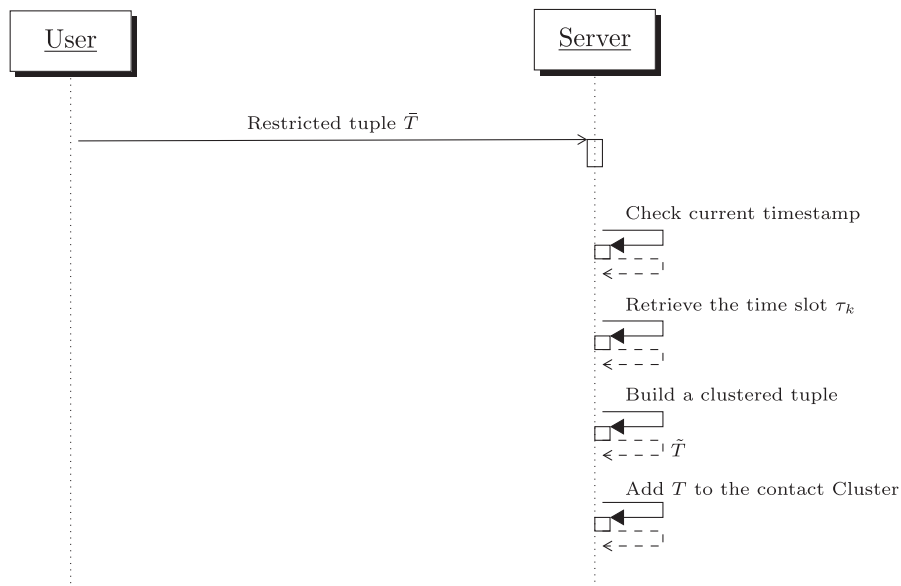 User
Server
Restricted tuple T̄
Check current timestamp
Retrieve the time slot τₖ
Build a clustered tuple
T̃
Add T to the contact Cluster